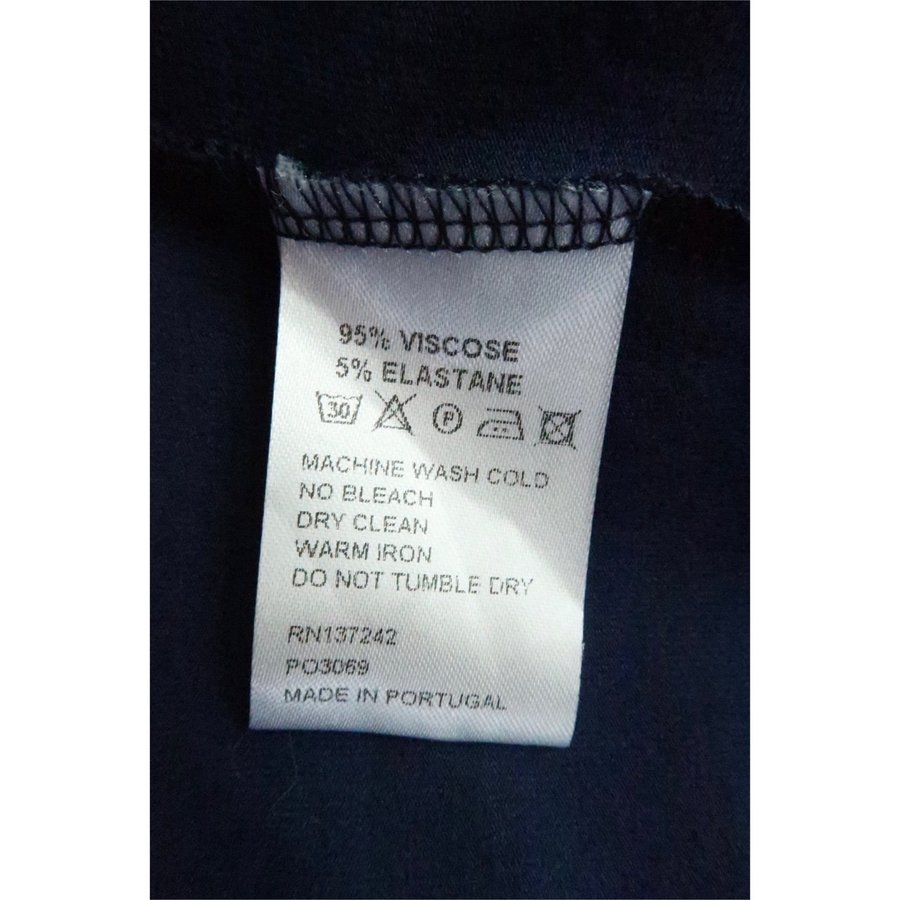 95% VISCOSE
5% ELASTANE
30 P
MACHINE WASH COLD
NO BLEACH
DRY CLEAN
WARM IRON
DO NOT TUMBLE DRY
RN137242
PO3069
MADE IN PORTUGAL